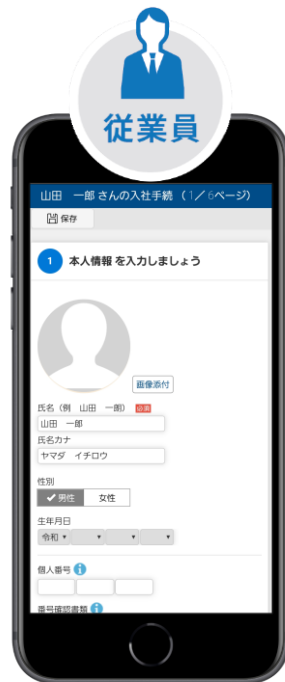 従業員
山田　一郎 さんの入社手続 （1／6ページ）
保存
1 本人情報 を入力しましょう
画像添付
氏名（例　山田　一郎） 必須
山田　一郎
氏名カナ
ヤマダ　イチロウ
性別
✔男性 女性
生年月日
令和
個人番号
番号確認書類